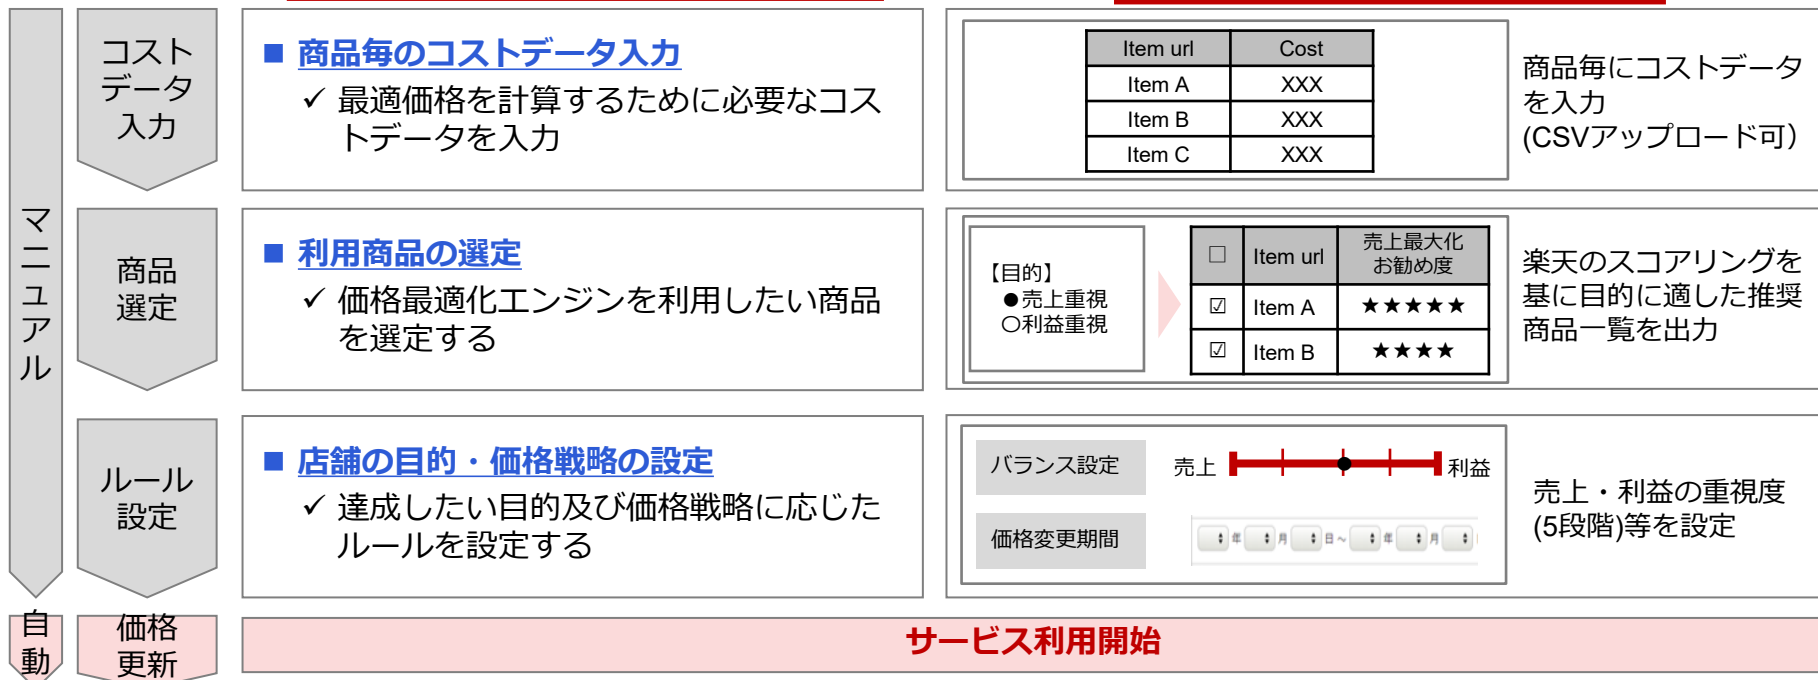 マニュアル
コスト
データ
入力
■ 商品毎のコストデータ入力
✓ 最適価格を計算するために必要なコス
トデータを入力
Item url Cost
Item A XXX
Item B XXX
Item C XXX
商品毎にコストデータ
を入力
(CSVアップロード可）
商品
選定
■ 利用商品の選定
✓ 価格最適化エンジンを利用したい商品
を選定する
【目的】
●売上重視
〇利益重視
□ Item url 売上最大化
お勧め度
☑ Item A ★★★★★
☑ Item B ★★★★
楽天のスコアリングを
基に目的に適した推奨
商品一覧を出力
ルール
設定
■ 店舗の目的・価格戦略の設定
✓ 達成したい目的及び価格戦略に応じた
ルールを設定する
バランス設定 売上 利益
価格変更期間 年 月 日～ 年 月
売上・利益の重視度
(5段階)等を設定
自動
価格
更新
サービス利用開始